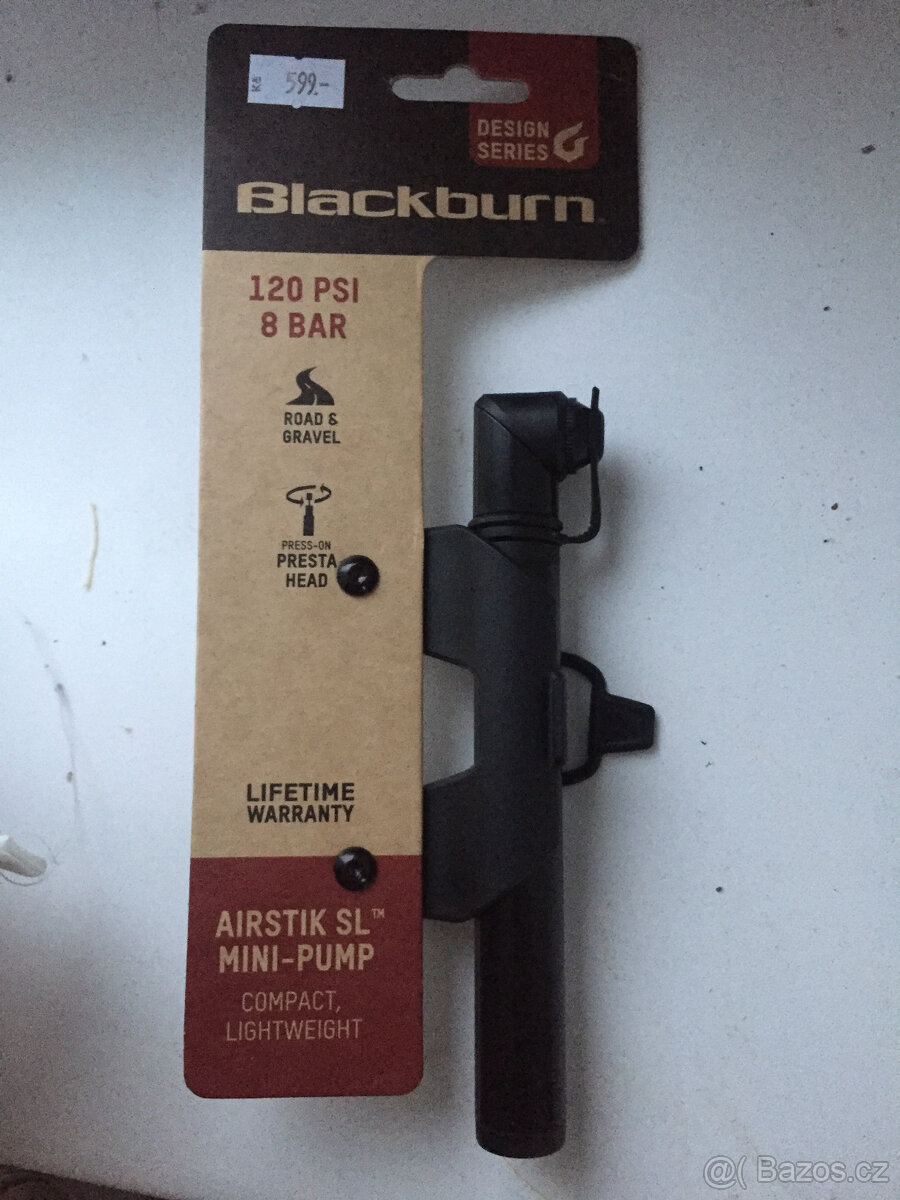 Kč 599.-
DESIGN
SERIES
Blackburn
120 PSI
8 BAR
ROAD &
GRAVEL
PRESS-ON
PRESTA
HEAD
LIFETIME
WARRANTY
AIRSTIK SL™
MINI-PUMP
COMPACT,
LIGHTWEIGHT
@( Bazos.cz